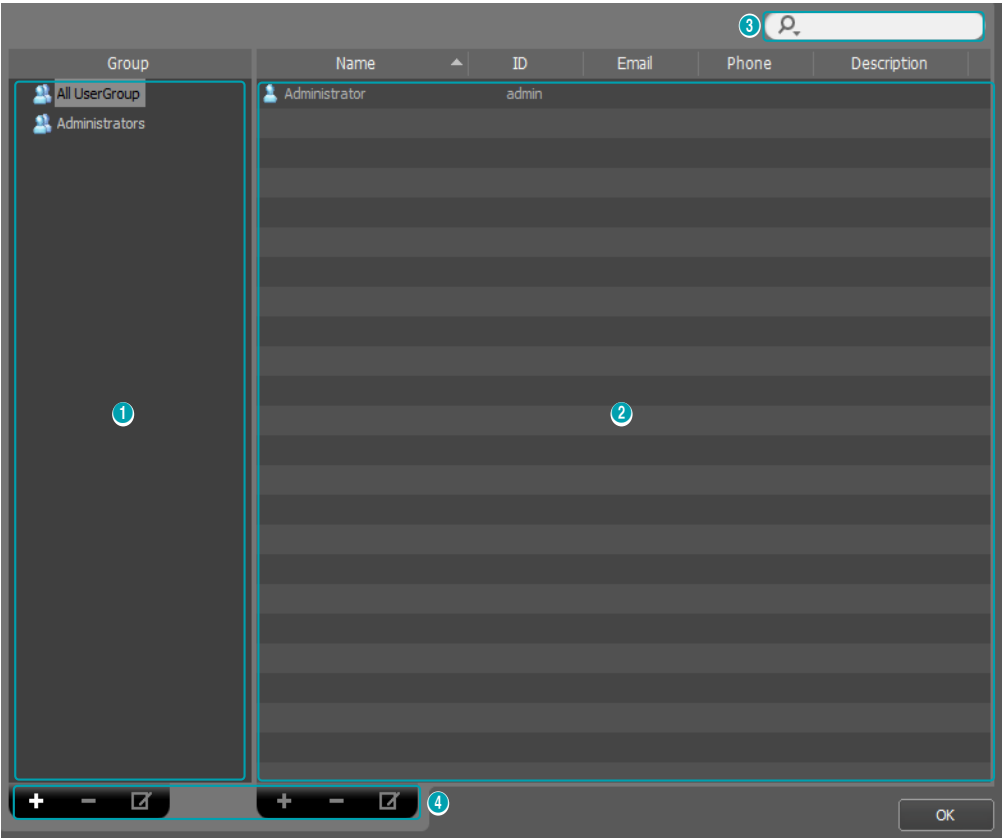 3
Group Name ID Email Phone Description
All UserGroup Administrator admin
Administrators
1 2
4
OK